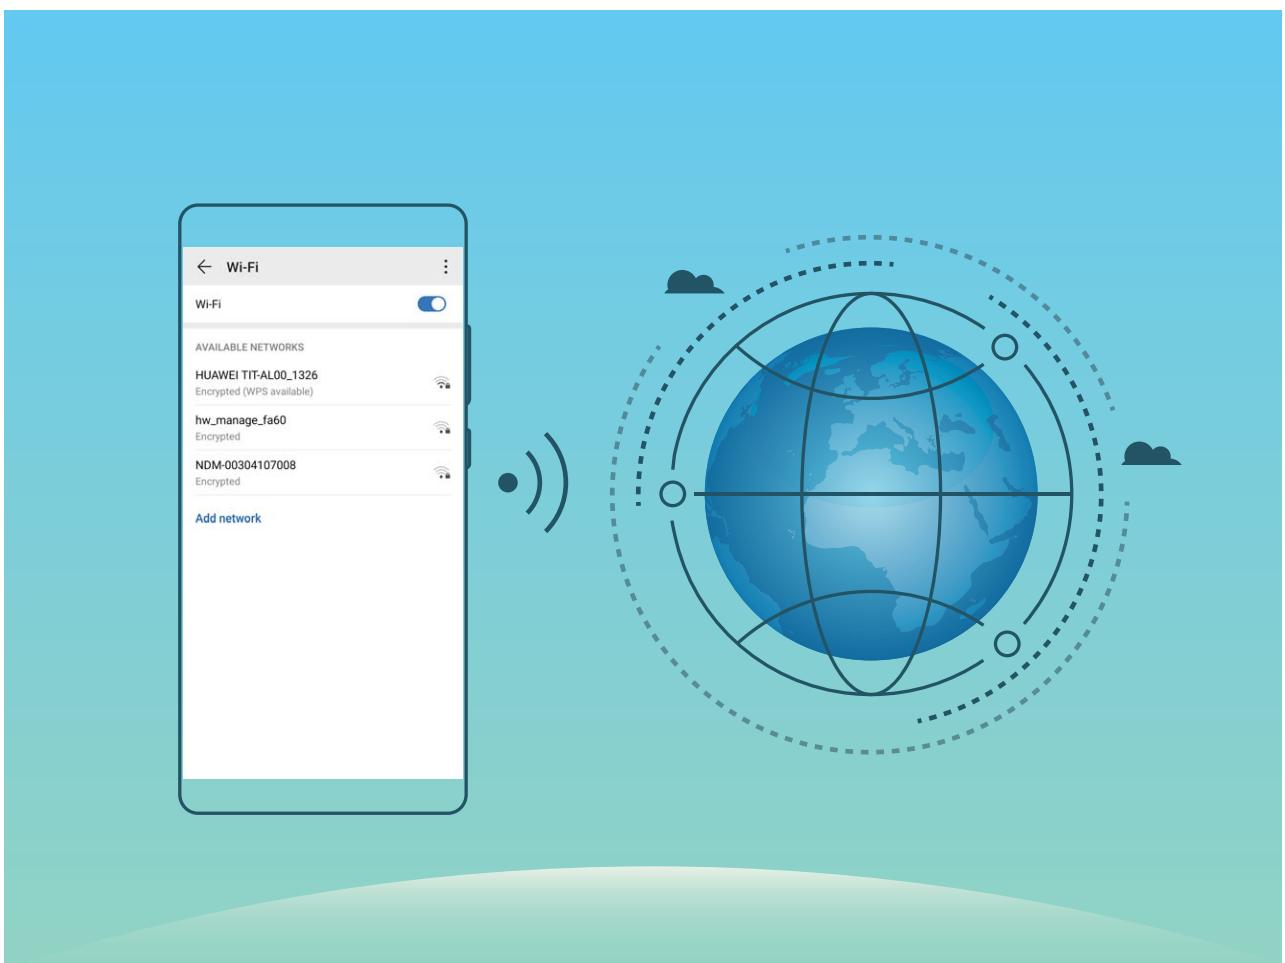 Wi-Fi
Wi-Fi
AVAILABLE NETWORKS
HUAWEI TIT-AL00_1326
Encrypted (WPS available)
hw_manage_fa60
Encrypted
NDM-00304107008
Encrypted
Add network